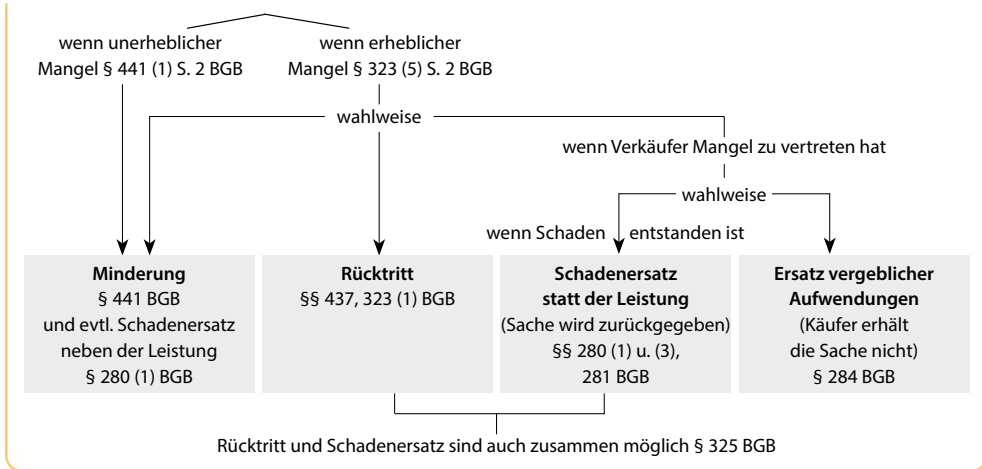 wenn unerheblicher
Mangel § 441 (1) S. 2 BGB
wenn erheblicher
Mangel § 323 (5) S. 2 BGB
wahlweise
wenn Verkäufer Mangel zu vertreten hat
wahlweise
wenn Schaden entstanden ist
Minderung
§ 441 BGB
und evtl. Schadenersatz
neben der Leistung
§ 280 (1) BGB
Rücktritt
§§ 437, 323 (1) BGB
Schadenersatz
statt der Leistung
(Sache wird zurückgegeben)
§§ 280 (1) u. (3),
281 BGB
Ersatz vergeblicher
Aufwendungen
(Käufer erhält
die Sache nicht)
§ 284 BGB
Rücktritt und Schadenersatz sind auch zusammen möglich § 325 BGB